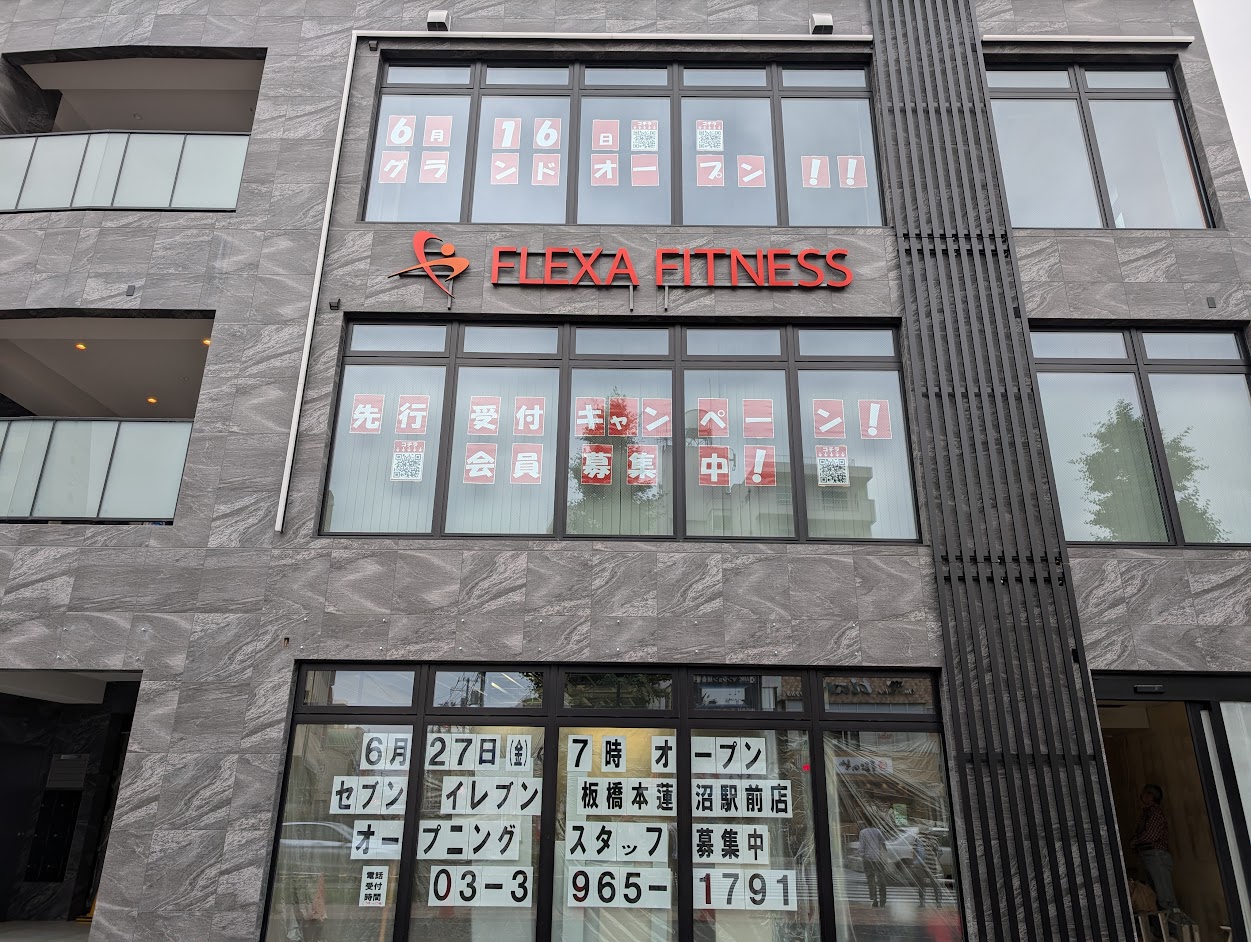 6月16日
グランドオープン!!
FLEXA FITNESS
先行受付キャンペーン!
会員募集中!
6月27日(金)7時オープン
セブンイレブン板橋本蓮沼駅前店
オープニングスタッフ募集中
電話
受付
時間
03-3965-1791